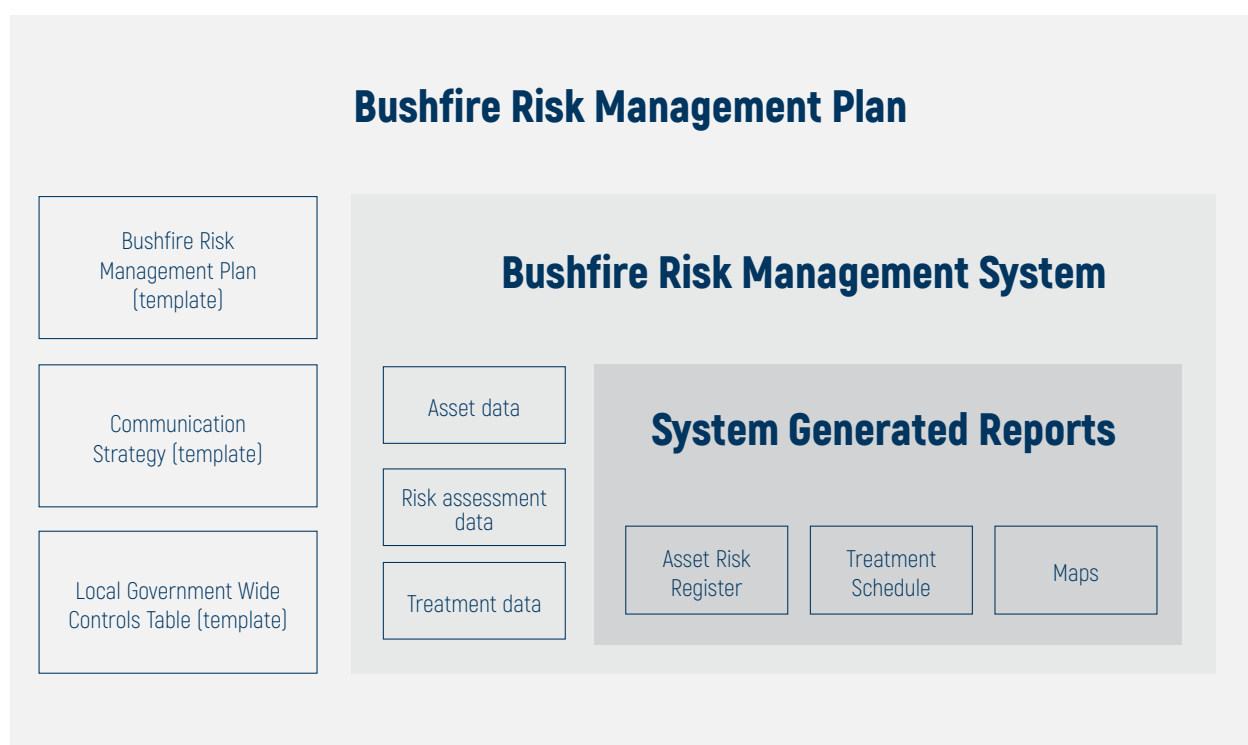 Bushfire Risk Management Plan
Bushfire Risk
Management Plan
(template)
Communication
Strategy (template)
Local Government Wide
Controls Table (template)
Bushfire Risk Management System
Asset data
Risk assessment
data
Treatment data
System Generated Reports
Asset Risk
Register
Treatment
Schedule
Maps